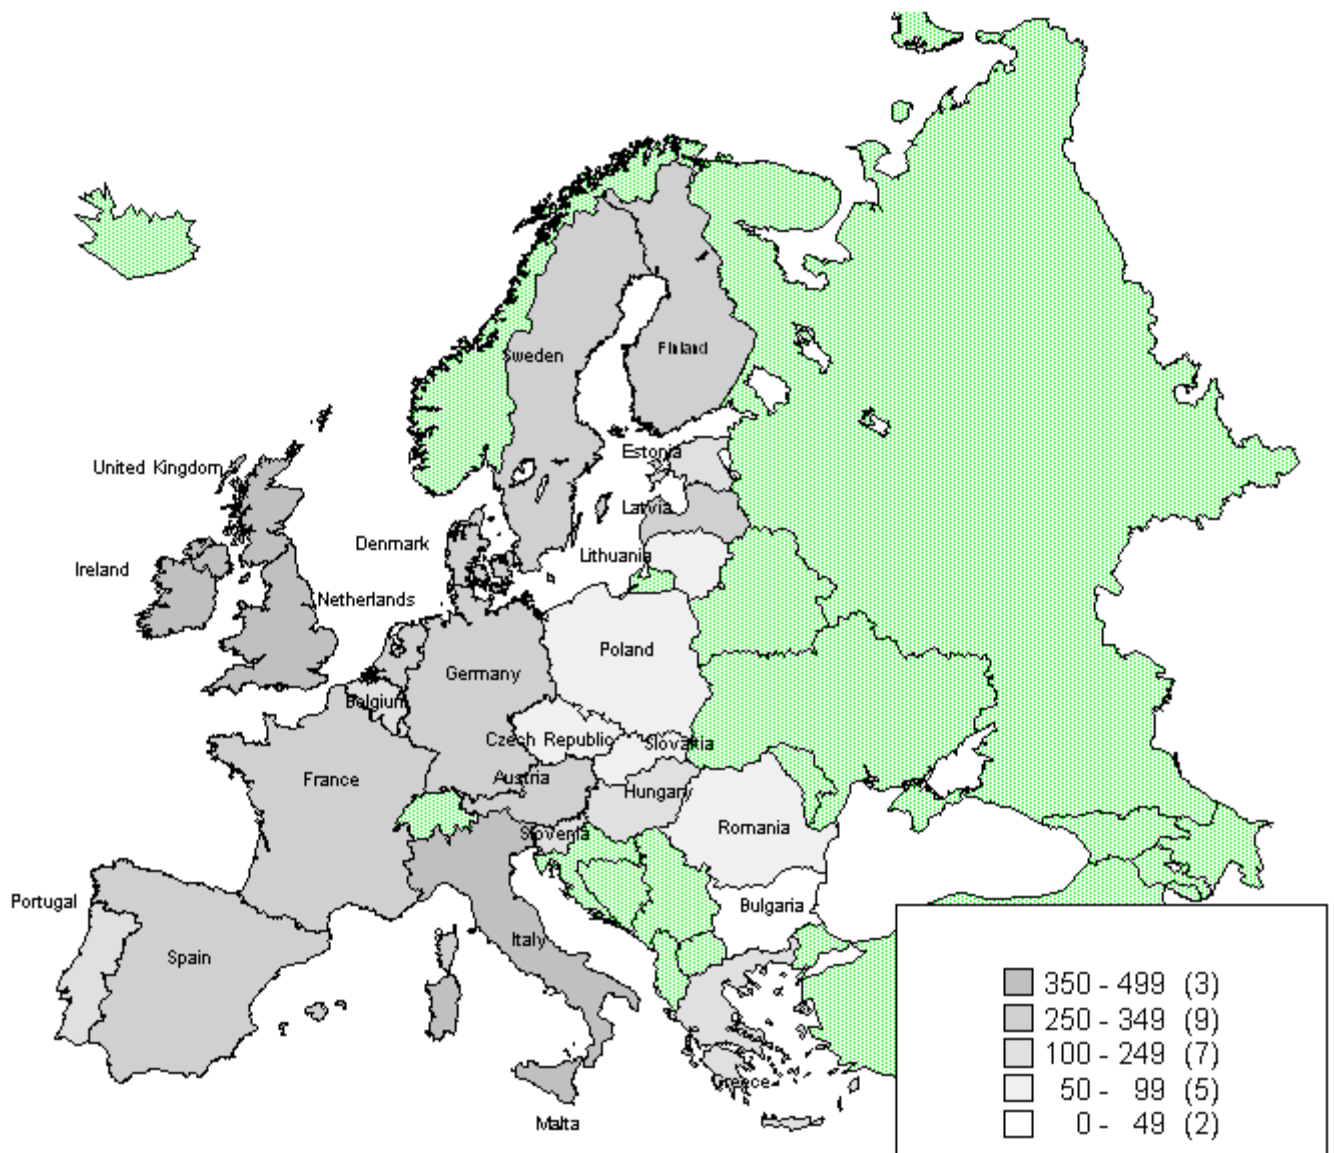 Sweden
Finland
United Kingdom
Estonia
Latvia
Denmark
Lithuania
Ireland
Netherlands
Poland
Germany
Belgium
Czech Republic
Slovakia
France
Austria
Hungary
Slovenia
Romania
Portugal
Bulgaria
Italy
Spain
Greece
Malta
350 - 499 (3)
250 - 349 (9)
100 - 249 (7)
50 - 99 (5)
0 - 49 (2)